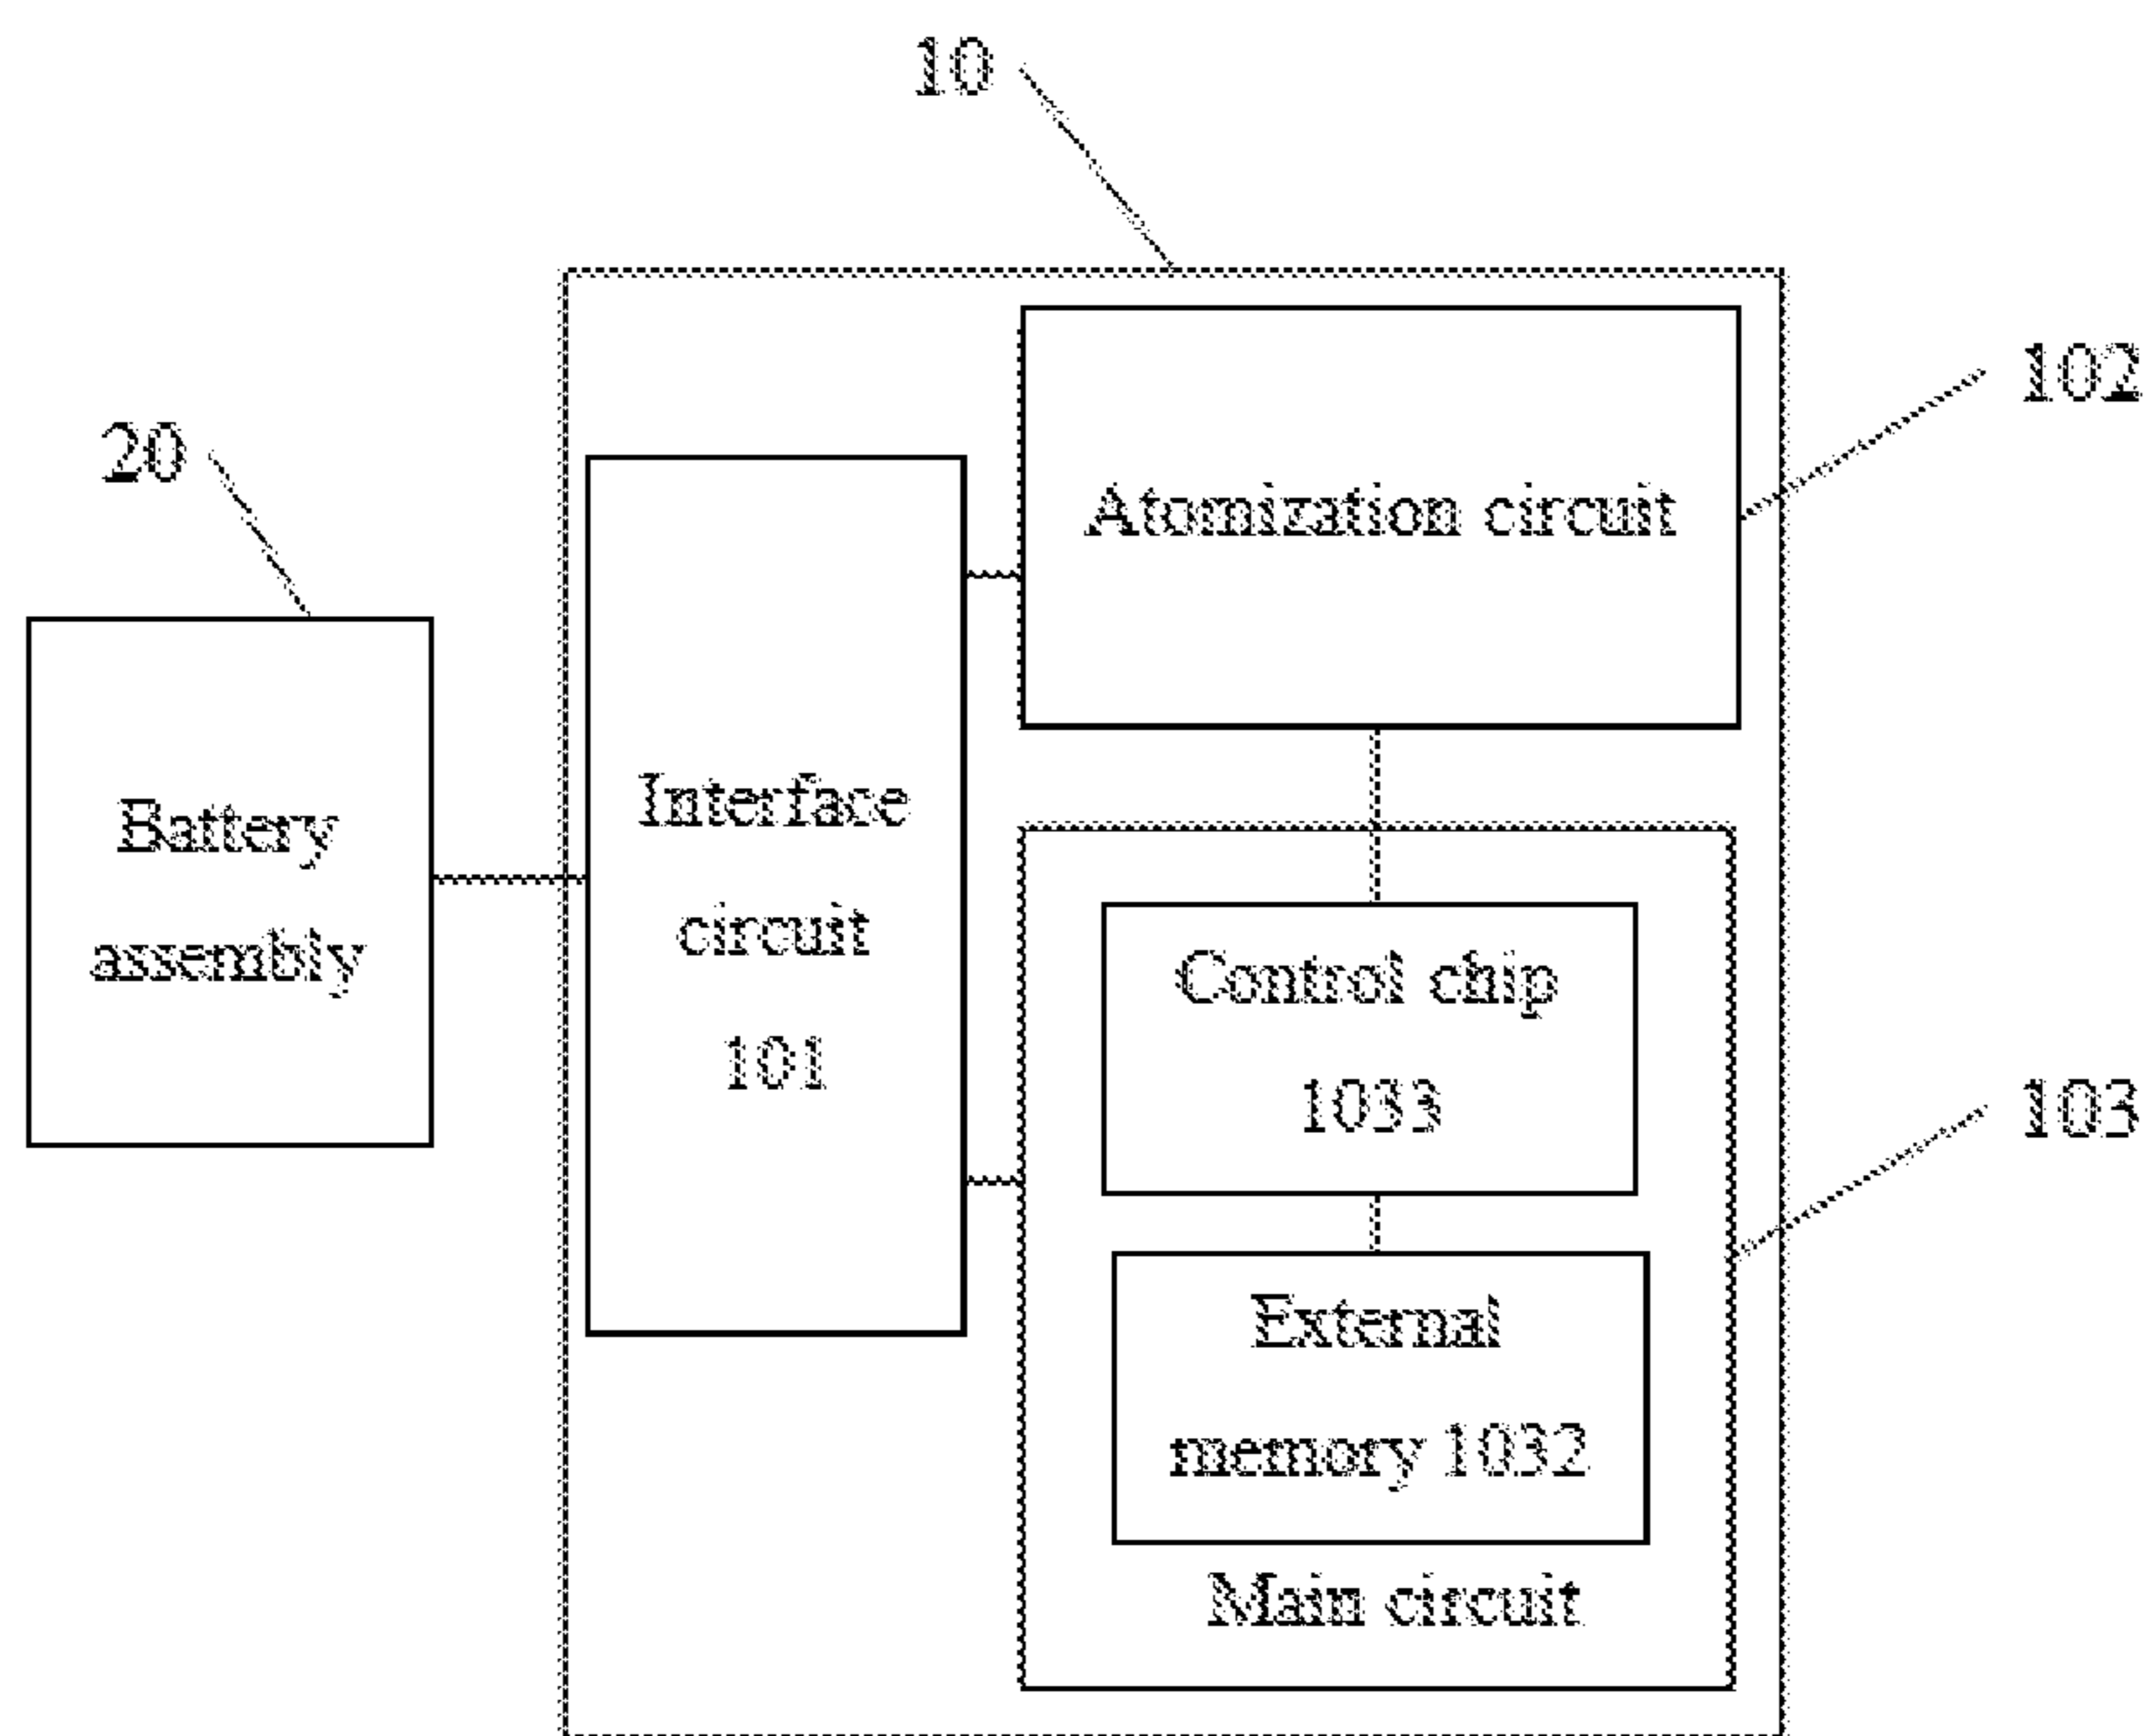 10
102
20
Atomization circuit
Battery
assembly
Interface
circuit
101
Control chip
1033
103
External
memory 1032
Main circuit